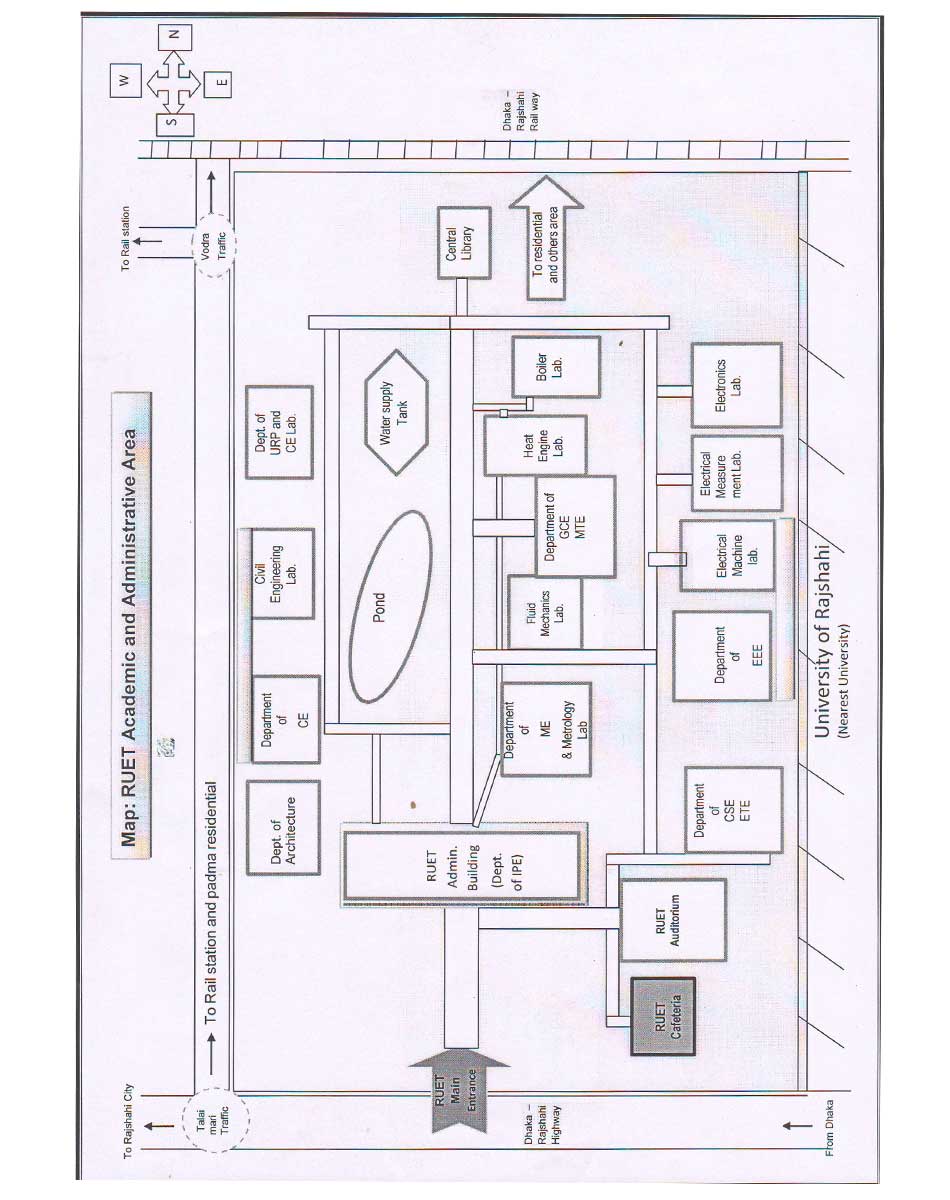 Map: RUET Academic and Administrative Area
W
N
S
E
To Rail station
Vodra
Traffic
Dhaka –
Rajshahi
Rail way
To Rail station and padma residential
To Rajshahi City
Talai
mari
Traffic
Dept. of
URP and
CE Lab.
Civil
Engineering
Lab.
Department
of
CE
Dept. of
Architecture
Central
Library
To residential
and others area
Water supply
Tank
Pond
Boiler
Lab.
Heat
Engine
Lab.
Department of
GCE
MTE
Fluid
Mechanics
Lab.
Department
of
ME
& Metrology
Lab
RUET
Admin.
Building
(Dept.
of IPE)
Electronics
Lab.
Electrical
Measure
ment Lab.
Electrical
Machine
lab.
Department
of
EEE
Department
of
CSE
ETE
RUET
Auditorium
RUET
Cafeteria
RUET
Main
Entrance
Dhaka –
Rajshahi
Highway
From Dhaka
University of Rajshahi
(Nearest University)